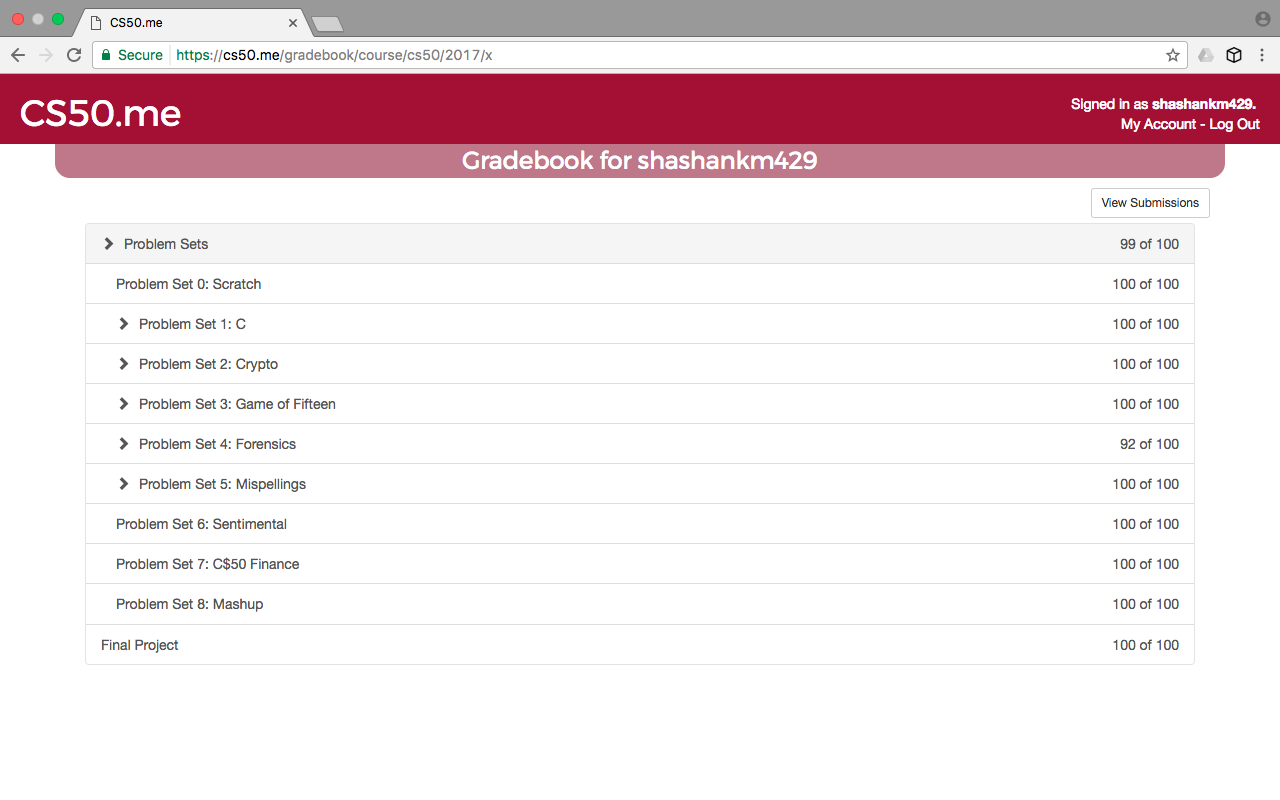 CS50.me
Secure https://cs50.me/gradebook/course/cs50/2017/x
CS50.me
Signed in as shashankm429.
My Account - Log Out
Gradebook for shashankm429
View Submissions
Problem Sets 99 of 100
Problem Set 0: Scratch 100 of 100
Problem Set 1: C 100 of 100
Problem Set 2: Crypto 100 of 100
Problem Set 3: Game of Fifteen 100 of 100
Problem Set 4: Forensics 92 of 100
Problem Set 5: Mispellings 100 of 100
Problem Set 6: Sentimental 100 of 100
Problem Set 7: C$50 Finance 100 of 100
Problem Set 8: Mashup 100 of 100
Final Project 100 of 100